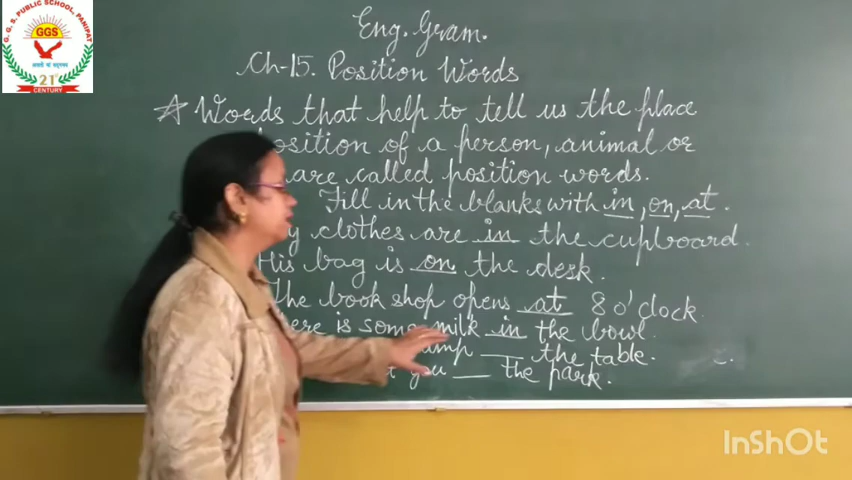 G. G. S. PUBLIC SCHOOL, PANIPAT
GGS
21st
CENTURY
Eng. Gram.
Ch-15. Position Words
☆ Words that help to tell us the place
position of a person, animal or
are called position words.
Fill in the blanks with in, on, at.
y clothes are in the cupboard.
His bag is on the desk.
The book shop opens at 8 o'clock.
ere is some milk in the bowl.
amp ___ the table.
t you ___ the park.
InShOt